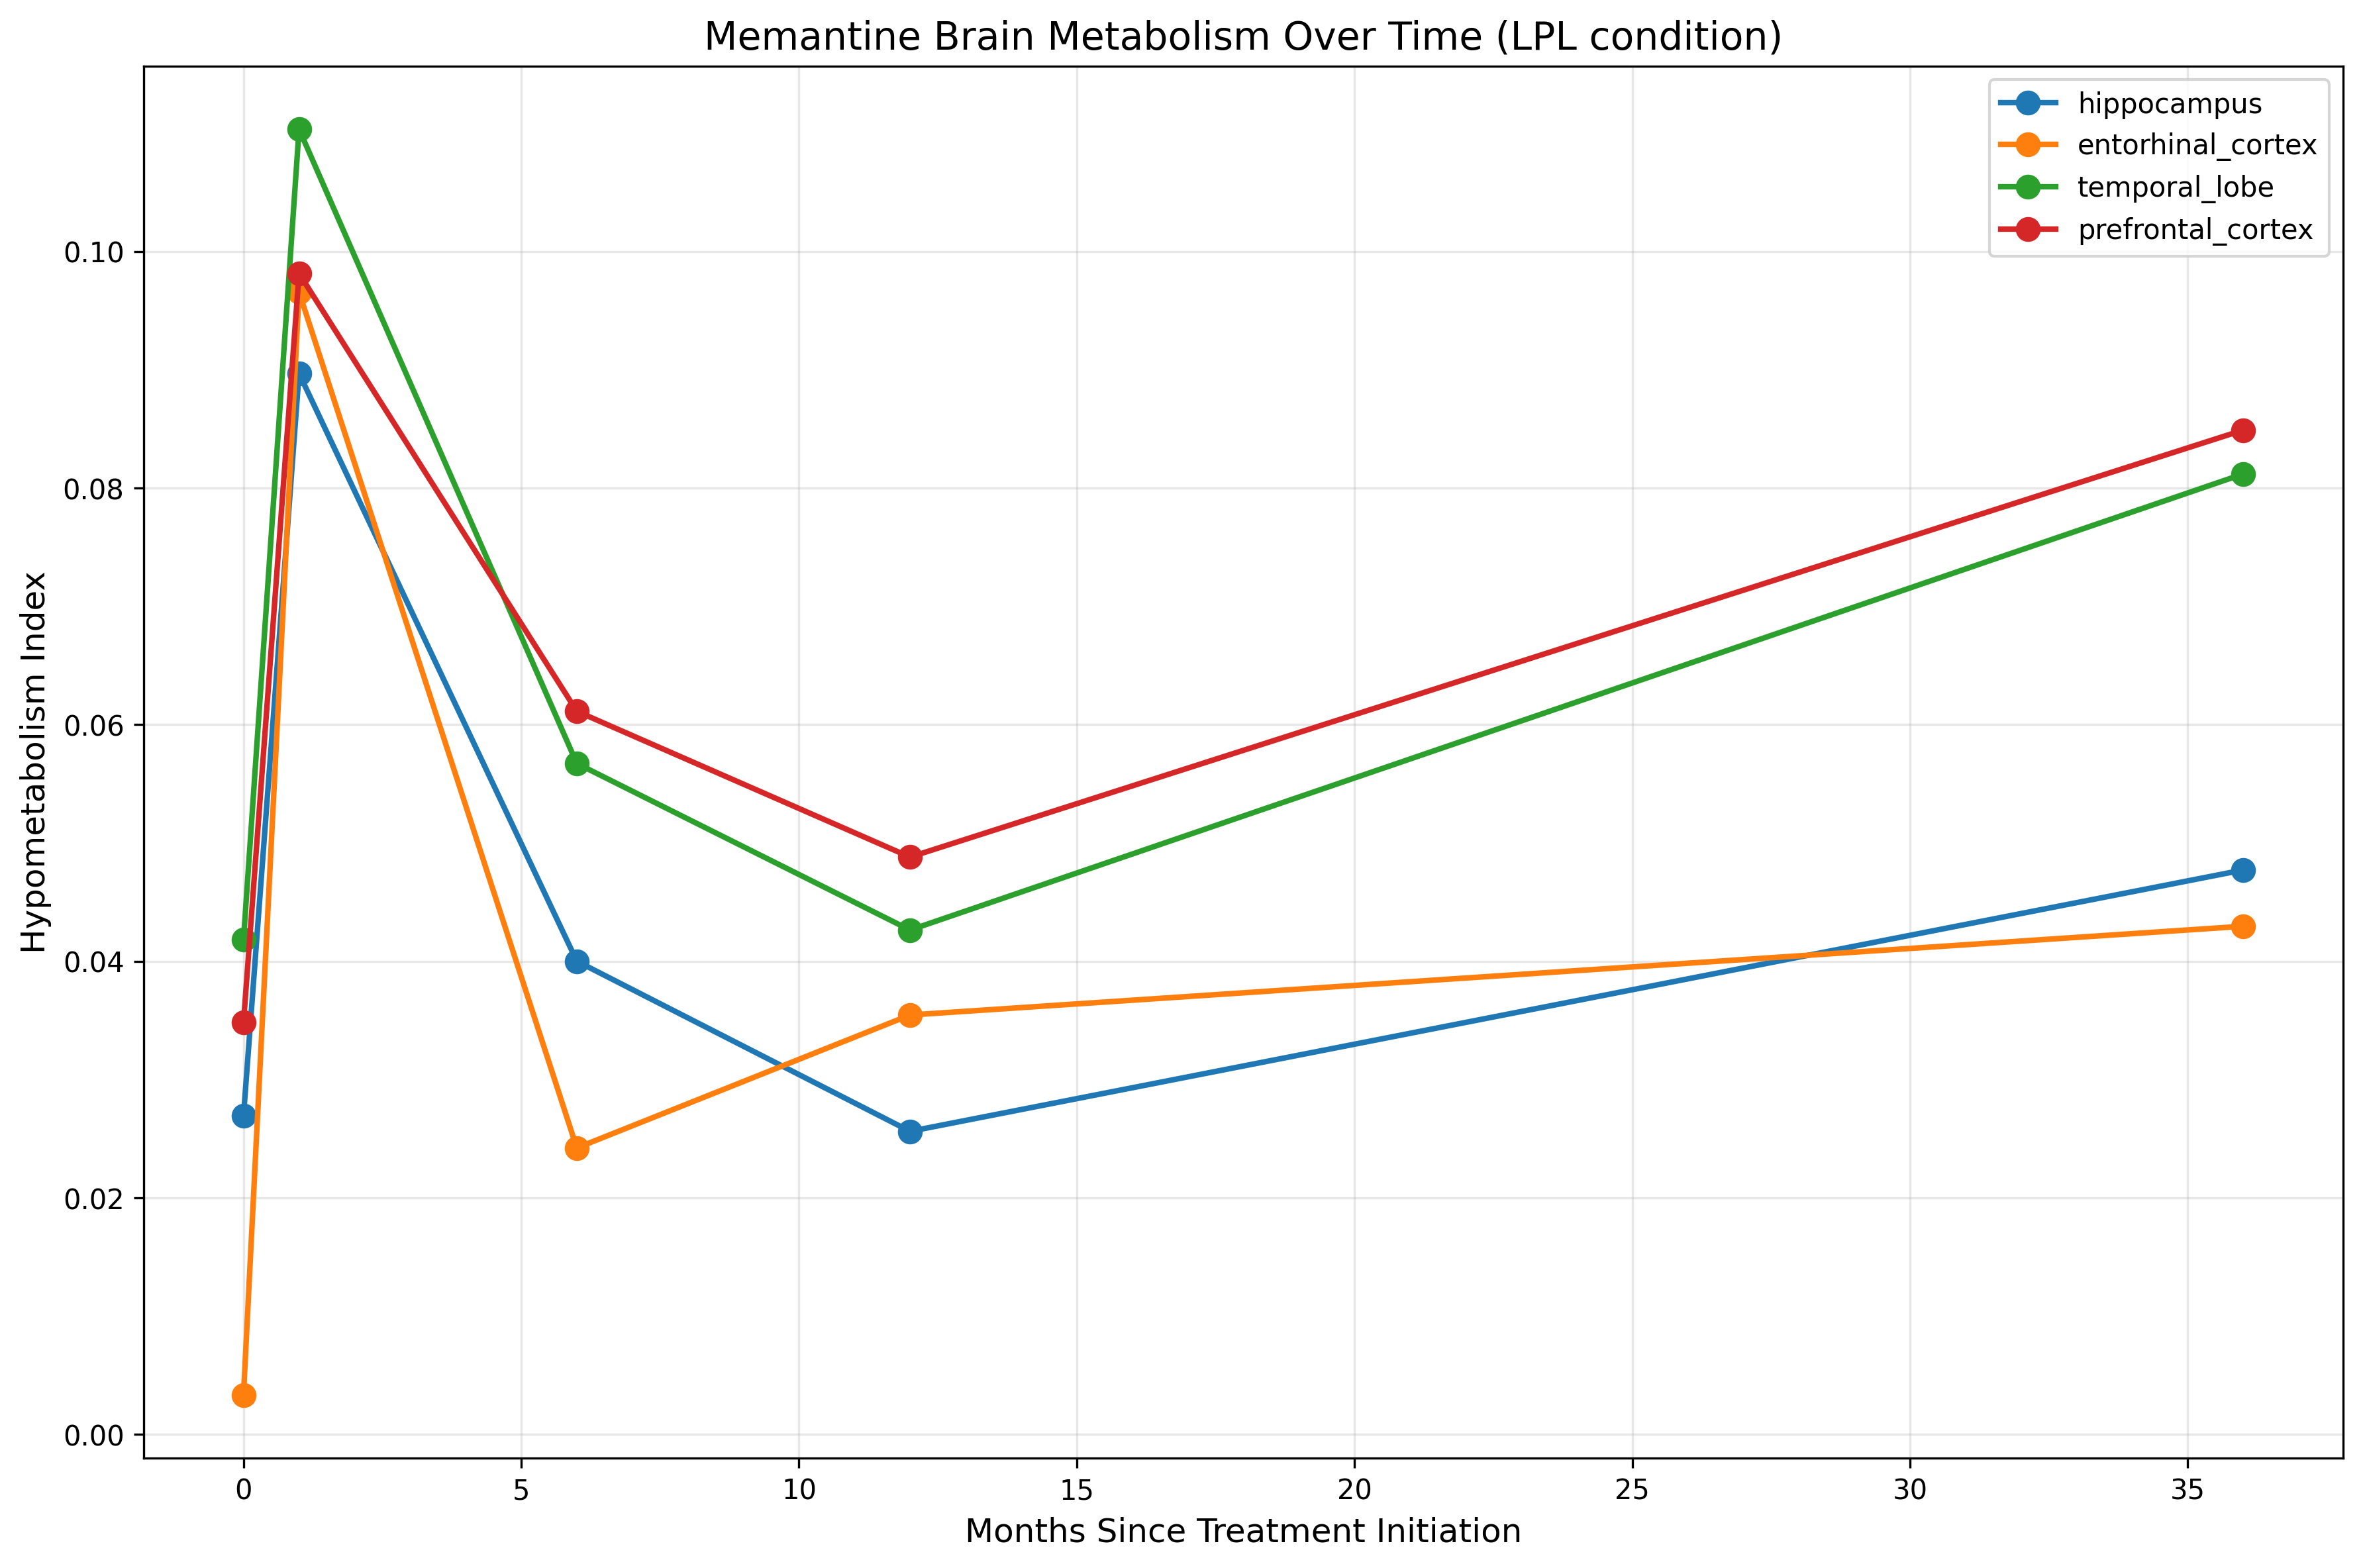 Memantine Brain Metabolism Over Time (LPL condition)
hippocampus
entorhinal_cortex
temporal_lobe
prefrontal_cortex
Hypometabolism Index
0.10
0.08
0.06
0.04
0.02
0.00
0 5 10 15 20 25 30 35
Months Since Treatment Initiation